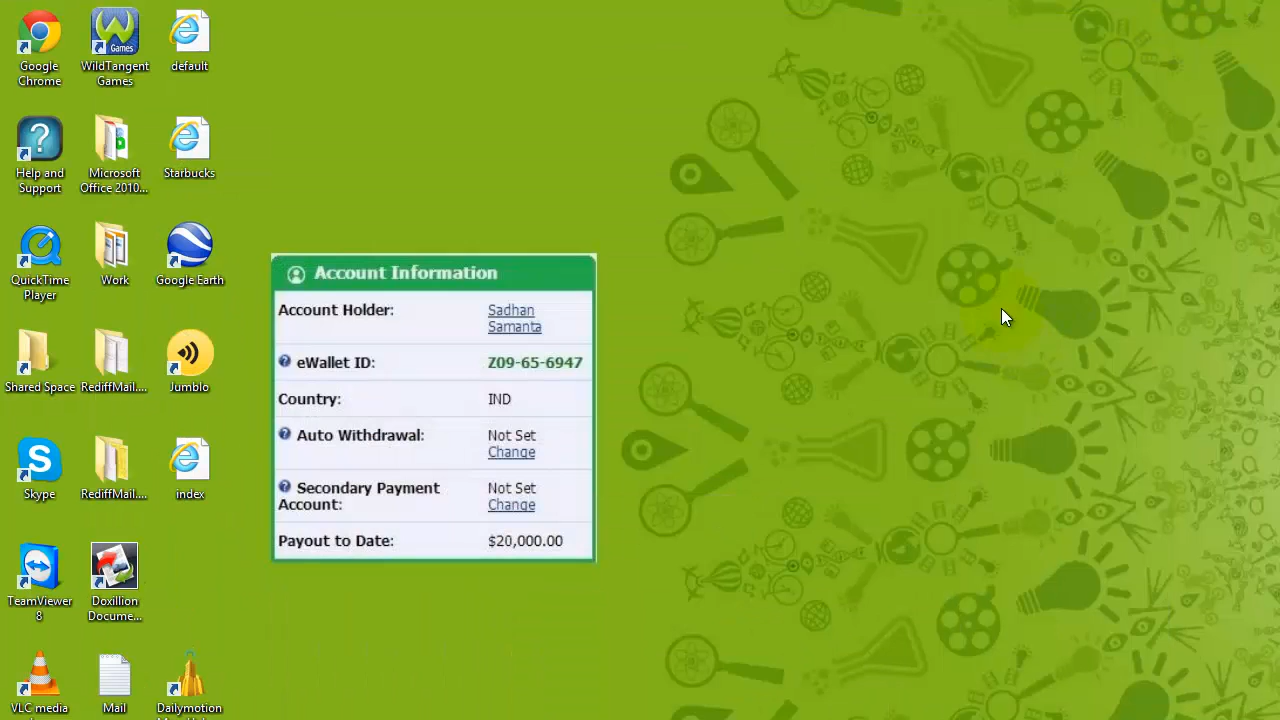 Google
Chrome
WildTangent
Games
default
Help and
Support
Microsoft
Office 2010...
Starbucks
QuickTime
Player
Work
Google Earth
Shared Space
RediffMail....
Jumblo
Skype
RediffMail....
index
TeamViewer
8
Doxillion
Docume...
VLC media
Mail
Dailymotion
Games
Account Information
Account Holder:
Sadhan
Samanta
eWallet ID:
Z09-65-6947
Country:
IND
Auto Withdrawal:
Not Set
Change
Secondary Payment
Account:
Not Set
Change
Payout to Date:
$20,000.00